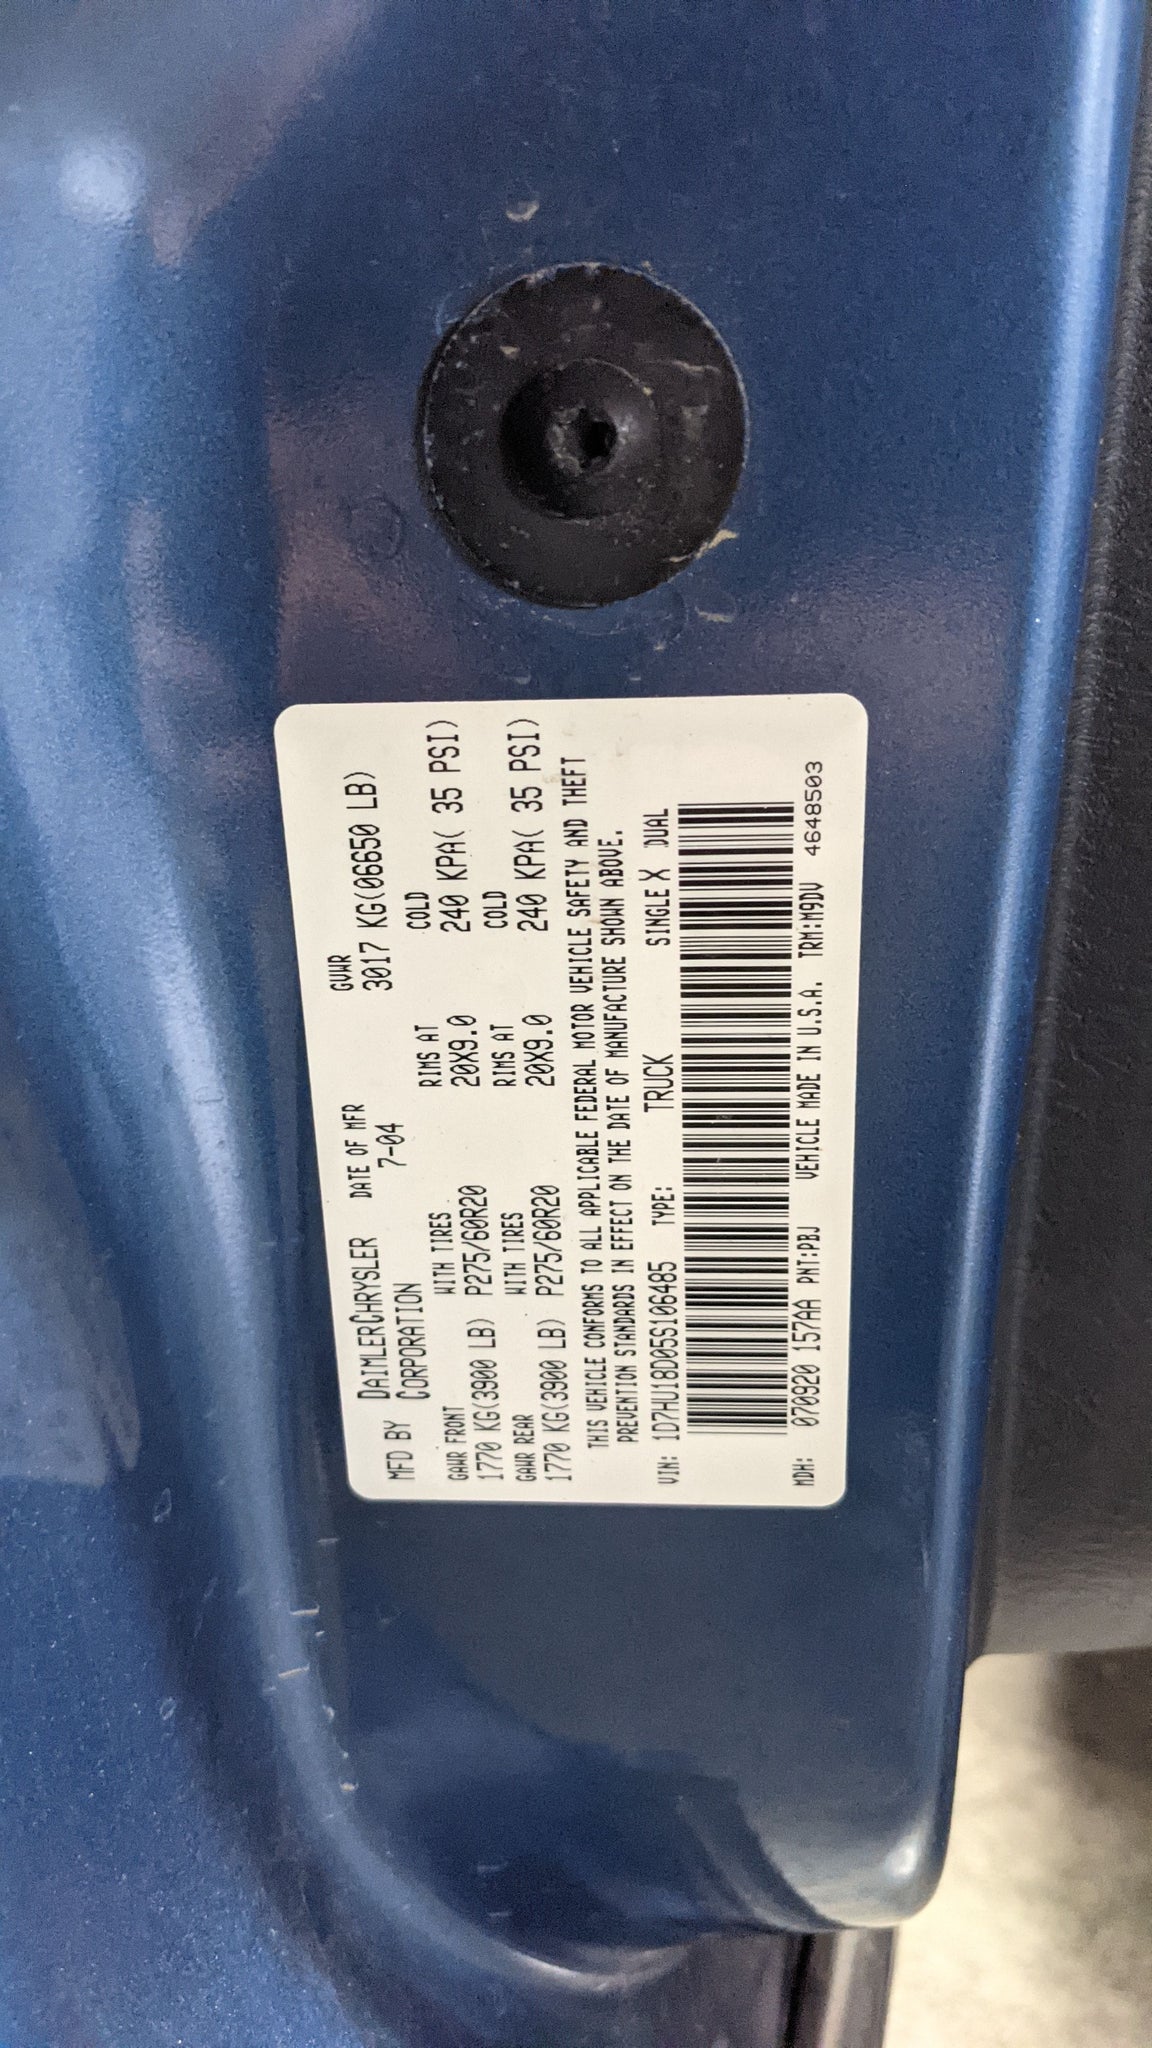 MFD BY DAIMLERCHRYSLER CORPORATION DATE OF MFR 7-04 GVWR 3017 KG(06650 LB)
GAWR FRONT WITH TIRES RIMS AT COLD
1770 KG(3900 LB) P275/60R20 20X9.0 240 KPA( 35 PSI)
GAWR REAR WITH TIRES RIMS AT COLD
1770 KG(3900 LB) P275/60R20 20X9.0 240 KPA( 35 PSI)
THIS VEHICLE CONFORMS TO ALL APPLICABLE FEDERAL MOTOR VEHICLE SAFETY AND THEFT
PREVENTION STANDARDS IN EFFECT ON THE DATE OF MANUFACTURE SHOWN ABOVE.
VIN: 1D7HU18D05S106485 TYPE: TRUCK SINGLE X DUAL
MDH: 070920 157AA PNT:PBJ VEHICLE MADE IN U.S.A. TRM:M9DV 4648503